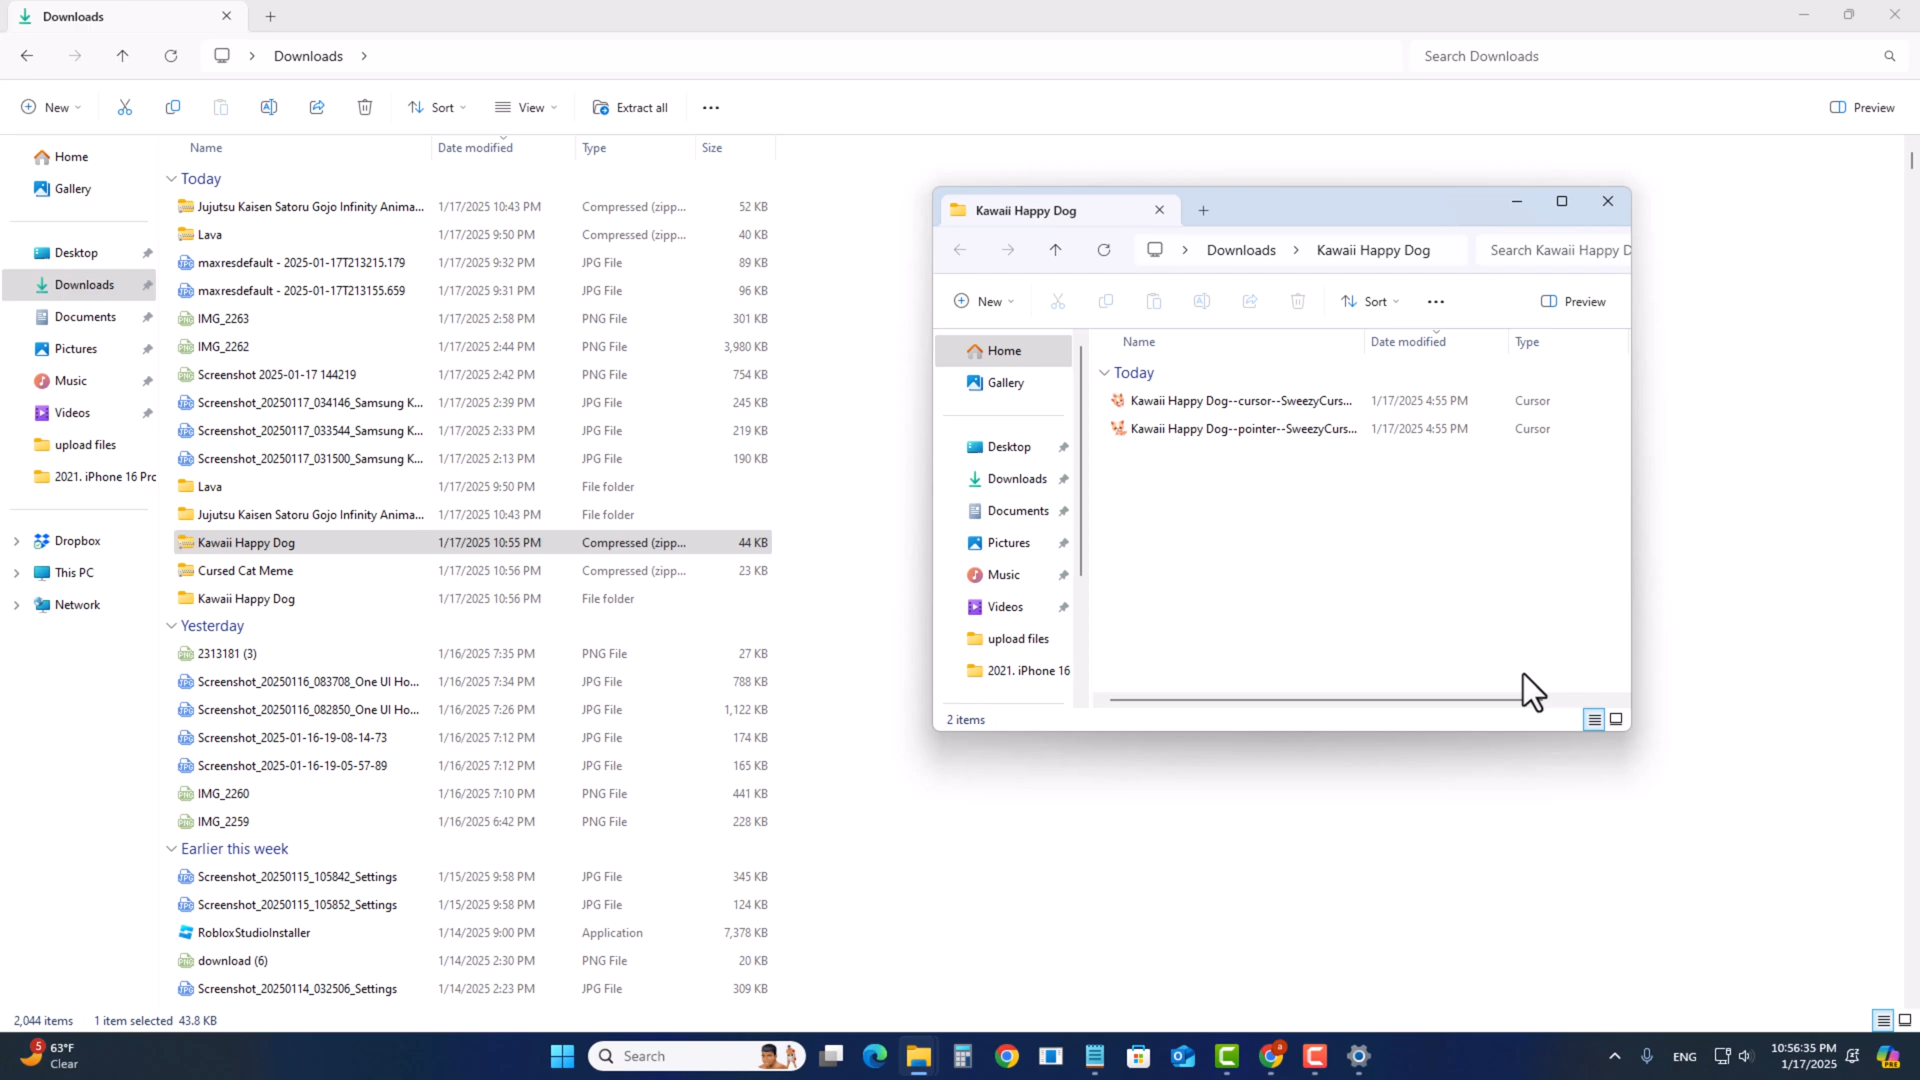 Downloads
Downloads
Search Downloads
New
Sort
View
Extract all
Preview
Name Date modified Type Size
Home
Gallery
Desktop
Downloads
Documents
Pictures
Music
Videos
upload files
2021. iPhone 16 Prc
Dropbox
This PC
Network
Today
Jujutsu Kaisen Satoru Gojo Infinity Anima... 1/17/2025 10:43 PM Compressed (zipp... 52 KB
Lava 1/17/2025 9:50 PM Compressed (zipp... 40 KB
maxresdefault - 2025-01-17T213215.179 1/17/2025 9:32 PM JPG File 89 KB
maxresdefault - 2025-01-17T213155.659 1/17/2025 9:31 PM JPG File 96 KB
IMG_2263 1/17/2025 2:58 PM PNG File 301 KB
IMG_2262 1/17/2025 2:44 PM PNG File 3,980 KB
Screenshot 2025-01-17 144219 1/17/2025 2:42 PM PNG File 754 KB
Screenshot_20250117_034146_Samsung K... 1/17/2025 2:39 PM JPG File 245 KB
Screenshot_20250117_033544_Samsung K... 1/17/2025 2:33 PM JPG File 219 KB
Screenshot_20250117_031500_Samsung K... 1/17/2025 2:13 PM JPG File 190 KB
Lava 1/17/2025 9:50 PM File folder
Jujutsu Kaisen Satoru Gojo Infinity Anima... 1/17/2025 10:43 PM File folder
Kawaii Happy Dog 1/17/2025 10:55 PM Compressed (zipp... 44 KB
Cursed Cat Meme 1/17/2025 10:56 PM Compressed (zipp... 23 KB
Kawaii Happy Dog 1/17/2025 10:56 PM File folder
Yesterday
2313181 (3) 1/16/2025 7:35 PM PNG File 27 KB
Screenshot_20250116_083708_One UI Ho... 1/16/2025 7:34 PM JPG File 788 KB
Screenshot_20250116_082850_One UI Ho... 1/16/2025 7:26 PM JPG File 1,122 KB
Screenshot_2025-01-16-19-08-14-73 1/16/2025 7:12 PM JPG File 174 KB
Screenshot_2025-01-16-19-05-57-89 1/16/2025 7:12 PM JPG File 165 KB
IMG_2260 1/16/2025 7:10 PM PNG File 441 KB
IMG_2259 1/16/2025 6:42 PM PNG File 228 KB
Earlier this week
Screenshot_20250115_105842_Settings 1/15/2025 9:58 PM JPG File 345 KB
Screenshot_20250115_105852_Settings 1/15/2025 9:58 PM JPG File 124 KB
RobloxStudioInstaller 1/14/2025 9:00 PM Application 7,378 KB
download (6) 1/14/2025 2:30 PM PNG File 20 KB
Screenshot_20250114_032506_Settings 1/14/2025 2:23 PM JPG File 309 KB
2,044 items 1 item selected 43.8 KB
Kawaii Happy Dog
Downloads Kawaii Happy Dog Search Kawaii Happy D
New
Sort
Preview
Name Date modified Type
Home
Gallery
Desktop
Downloads
Documents
Pictures
Music
Videos
upload files
2021. iPhone 16
Today
Kawaii Happy Dog--cursor--SweezyCurs... 1/17/2025 4:55 PM Cursor
Kawaii Happy Dog--pointer--SweezyCurs... 1/17/2025 4:55 PM Cursor
2 items
5
63°F
Clear
Search
a
ENG
10:56:35 PM
1/17/2025
PRE